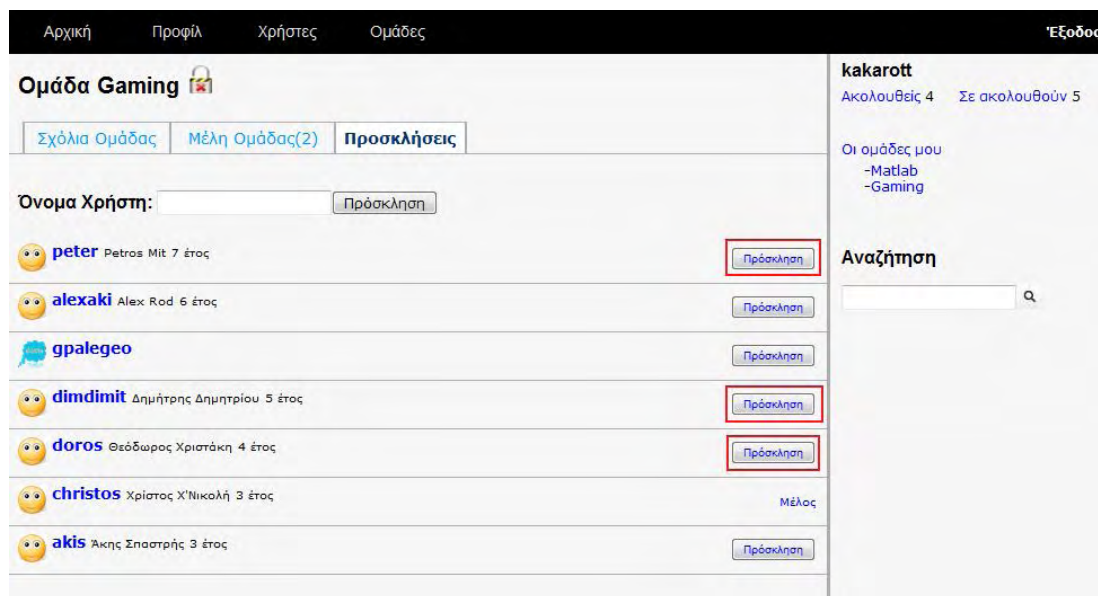 Αρχική Προφίλ Χρήστες Ομάδες Έξοδος
Ομάδα Gaming
Σχόλια Ομάδας Μέλη Ομάδας(2) Προσκλήσεις
Όνομα Χρήστη: Πρόσκληση
peter Petros Mit 7 έτος Πρόσκληση
alexaki Alex Rod 6 έτος Πρόσκληση
gpalegeo Πρόσκληση
dimdimit Δημήτρης Δημητρίου 5 έτος Πρόσκληση
doros Θεόδωρος Χριστάκη 4 έτος Πρόσκληση
christos Χρίστος Χ'Νικολή 3 έτος Μέλος
akis Άκης Σπαστρής 3 έτος Πρόσκληση
kakarott
Ακολουθείς 4 Σε ακολουθούν 5
Οι ομάδες μου
-Matlab
-Gaming
Αναζήτηση